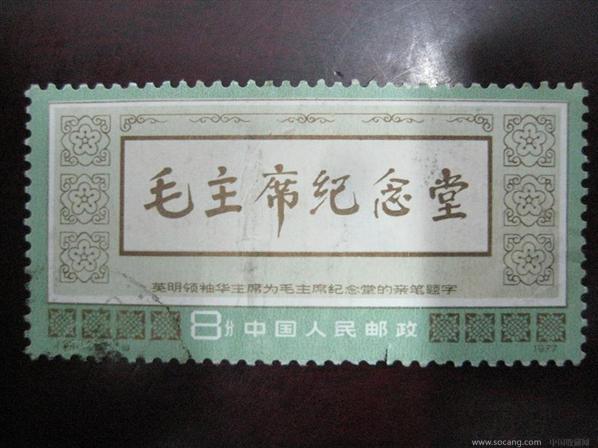 毛主席纪念堂
英明领袖华主席为毛主席纪念堂的亲笔题字
8分 中国人民邮政
1977
www.socang.com 中国收藏网